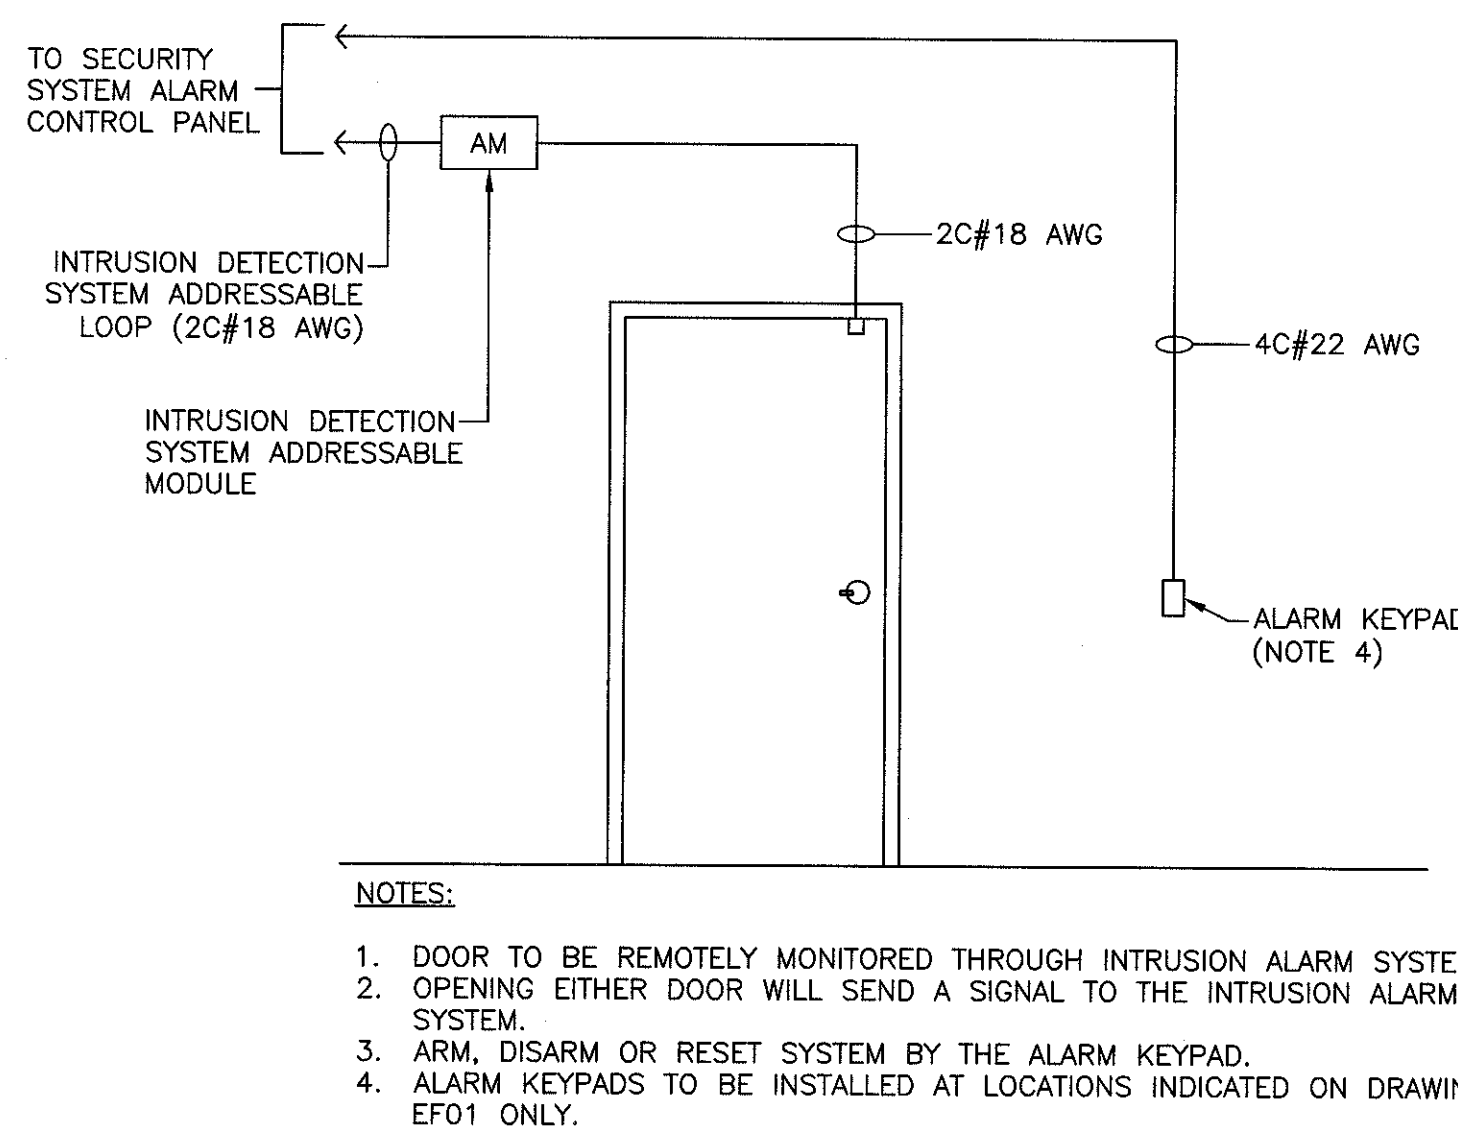 TO SECURITY
SYSTEM ALARM
CONTROL PANEL
AM
2C#18 AWG
INTRUSION DETECTION
SYSTEM ADDRESSABLE
LOOP (2C#18 AWG)
4C#22 AWG
INTRUSION DETECTION
SYSTEM ADDRESSABLE
MODULE
ALARM KEYPAD
(NOTE 4)
NOTES:
1. DOOR TO BE REMOTELY MONITORED THROUGH INTRUSION ALARM SYSTE
2. OPENING EITHER DOOR WILL SEND A SIGNAL TO THE INTRUSION ALARM
SYSTEM.
3. ARM, DISARM OR RESET SYSTEM BY THE ALARM KEYPAD.
4. ALARM KEYPADS TO BE INSTALLED AT LOCATIONS INDICATED ON DRAWIN
EF01 ONLY.